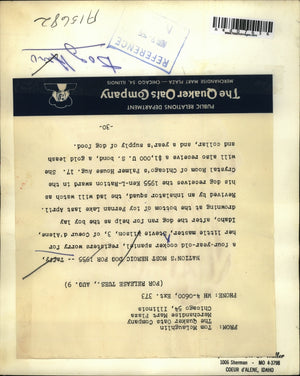 A15682
REFERENCE
Dog Hero
The Quaker Oats Company
MERCHANDISE MART PLAZA — CHICAGO 54, ILLINOIS
PUBLIC RELATIONS DEPARTMENT
FROM: Tom McLaughlin
The Quaker Oats Company
Merchandise Mart Plaza
Chicago 54, Illinois
PHONE: WH 4-0600, Ext. 373
(FOR RELEASE TUES., AUG. 9)
NATION'S MOST HEROIC DOG FOR 1955 -- Taffy,
a four-year-old cocker spaniel, registers worry for
her little master, Stevie Wilson, 3, of Coeur d'Alene,
Idaho, after the dog ran for help as the boy lay
drowning at the bottom of Lake Fernan last April.
Revived by an inhalator squad, the lad will watch as
his dog receives the 1955 Ken-L-Ration award in the
Crystal Room of Chicago's Palmer House Aug. 17. She
will also receive a $1,000 U. S. bond, a gold leash
and collar, and a year's supply of dog food.
-30-
1006 Sherman - MO 4-3798
COEUR d'ALENE, IDAHO